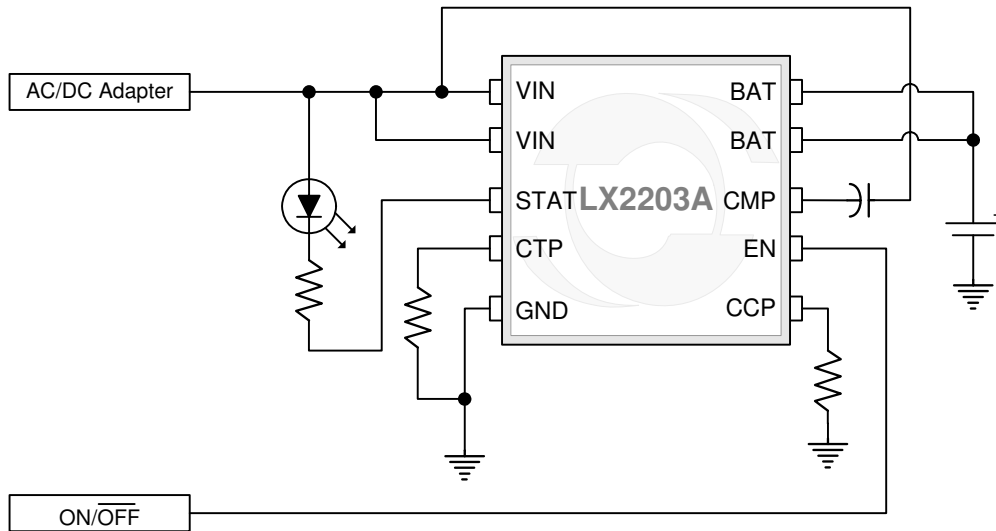 AC/DC Adapter
VIN
BAT
VIN
BAT
STAT
LX2203A
CMP
CTP
EN
GND
CCP
ON/OFF